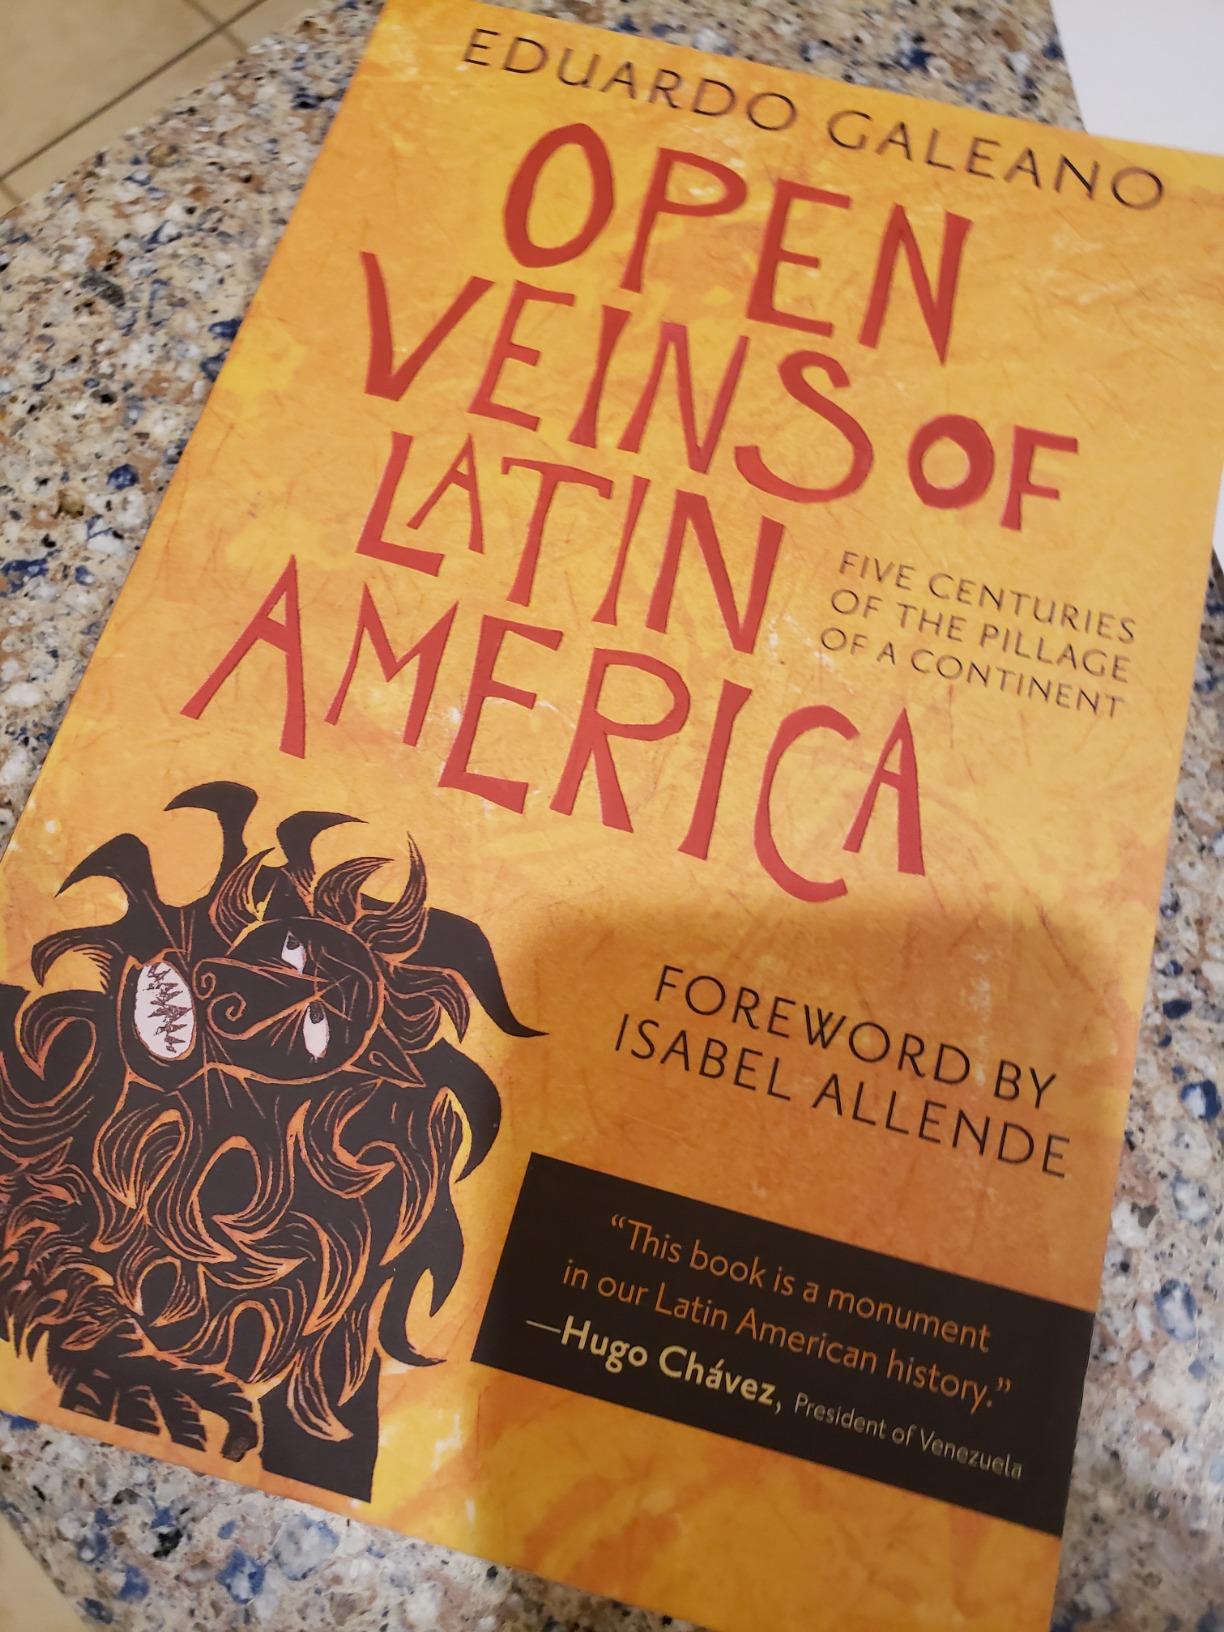 EDUARDO GALEANO
OPEN
VEINS OF
LATIN
AMERICA
FIVE CENTURIES
OF THE PILLAGE
OF A CONTINENT
FOREWORD BY
ISABEL ALLENDE
“This book is a monument
in our Latin American history.”
—Hugo Chávez, President of Venezuela